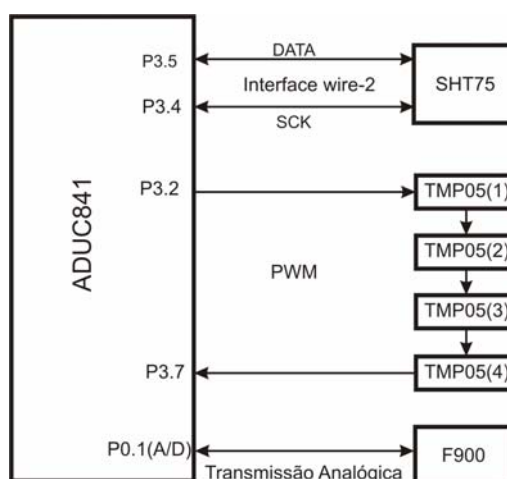 P3.5
DATA
Interface wire-2
SHT75
P3.4
SCK
ADUC841
P3.2
TMP05(1)
TMP05(2)
PWM
TMP05(3)
P3.7
TMP05(4)
P0.1(A/D)
F900
Transmissão Analógica